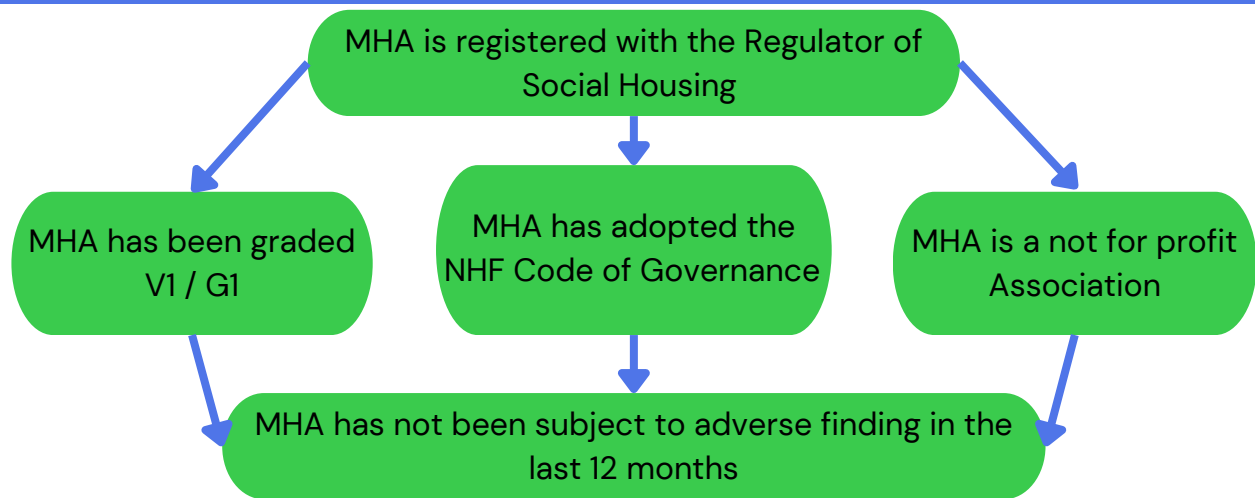 MHA is registered with the Regulator of
Social Housing
MHA has been graded
V1 / G1
MHA has adopted the
NHF Code of Governance
MHA is a not for profit
Association
MHA has not been subject to adverse finding in the
last 12 months